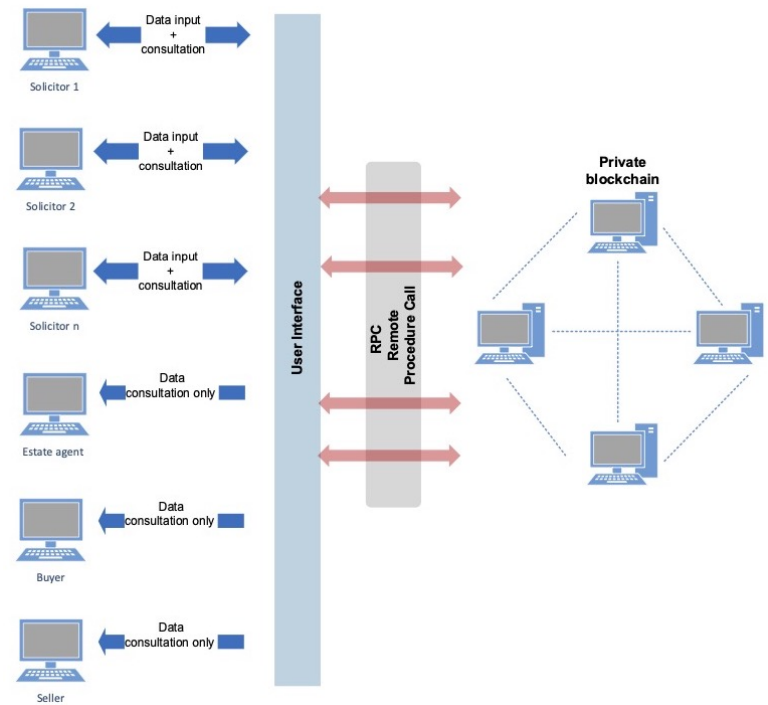 Data input
+
consultation
Solicitor 1
Data input
+
consultation
Solicitor 2
Data input
+
consultation
Solicitor n
Data
consultation only
Estate agent
Data
consultation only
Buyer
Data
consultation only
Seller
User Interface
RPC
Remote
Procedure Call
Private
blockchain